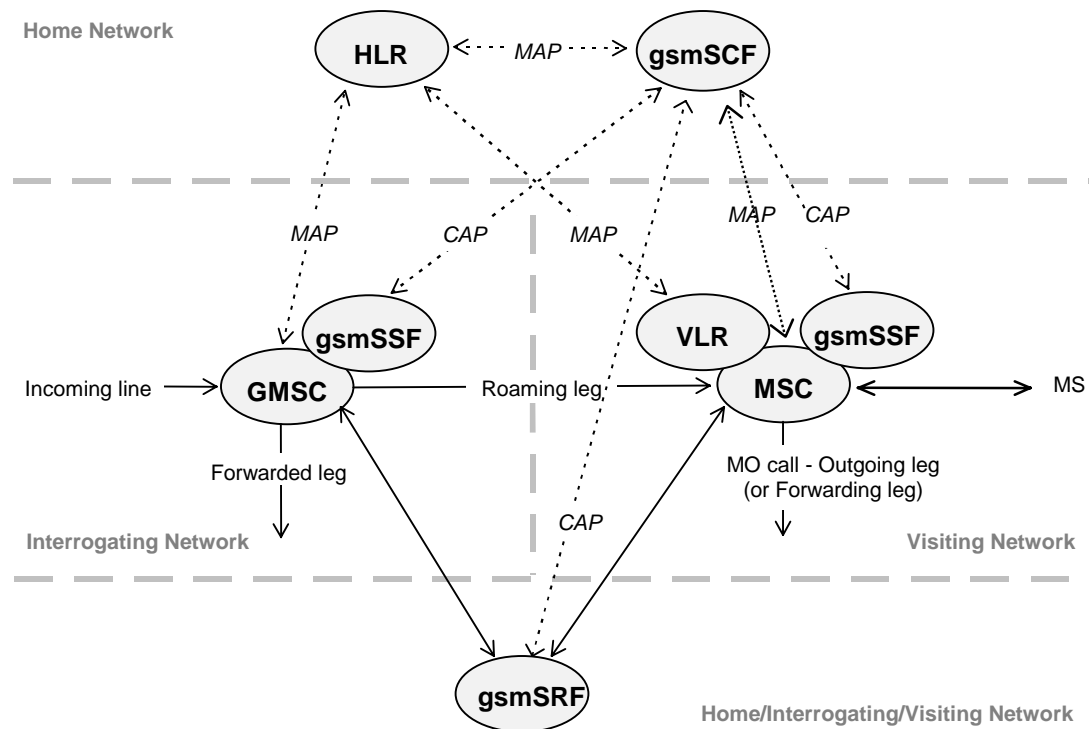 Home Network
HLR
MAP
gsmSCF
MAP
CAP
MAP
MAP
CAP
gsmSSF
VLR
gsmSSF
Incoming line
GMSC
Roaming leg
MSC
MS
Forwarded leg
MO call - Outgoing leg
(or Forwarding leg)
CAP
Interrogating Network
Visiting Network
gsmSRF
Home/Interrogating/Visiting Network